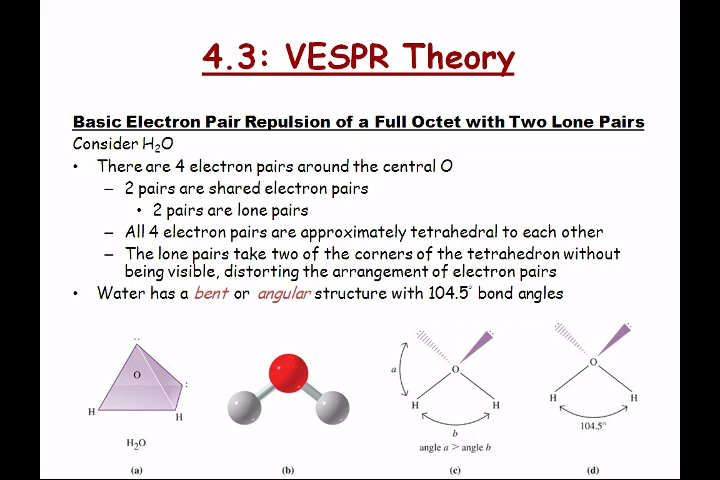 4.3: VESPR Theory
Basic Electron Pair Repulsion of a Full Octet with Two Lone Pairs
Consider H₂O
• There are 4 electron pairs around the central O
– 2 pairs are shared electron pairs
• 2 pairs are lone pairs
– All 4 electron pairs are approximately tetrahedral to each other
– The lone pairs take two of the corners of the tetrahedron without
being visible, distorting the arrangement of electron pairs
• Water has a bent or angular structure with 104.5° bond angles
O
H H
H₂O
(a)
(b)
a
O
H H
b
angle a > angle b
(c)
O
H H
104.5°
(d)